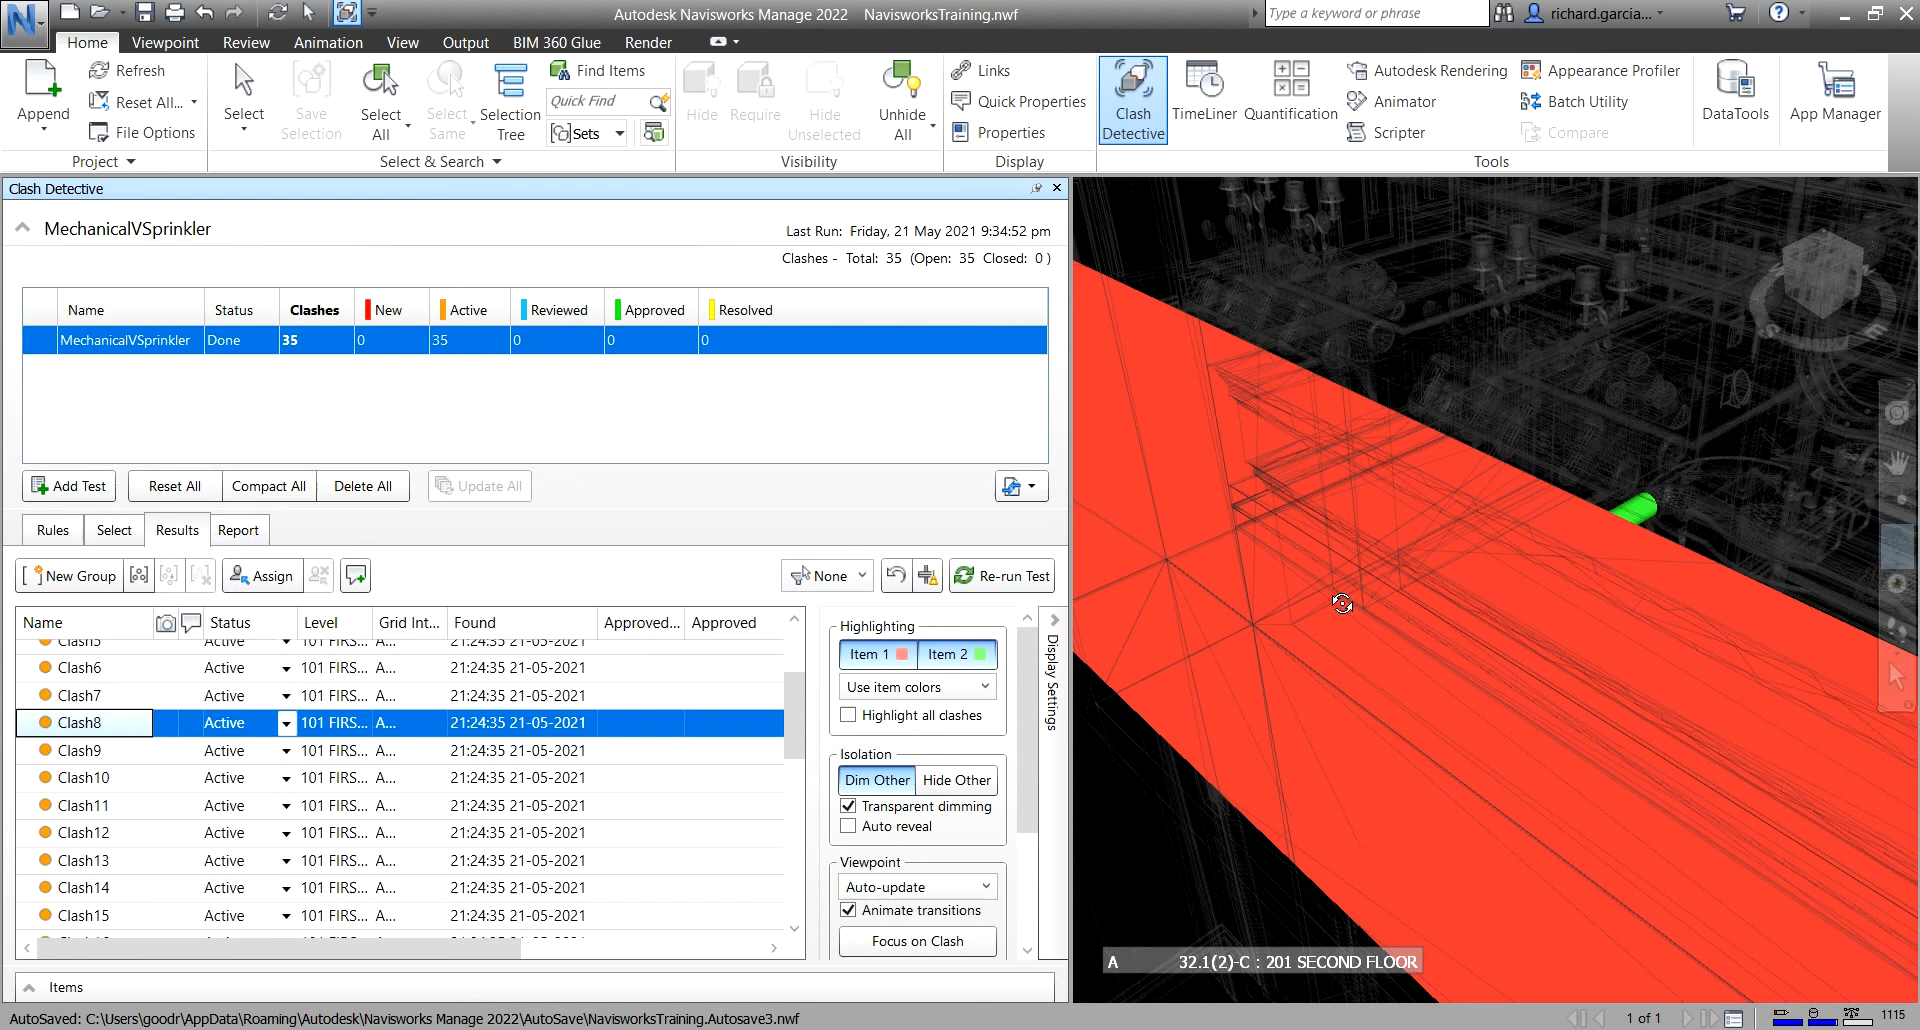 Autodesk Navisworks Manage 2022 NavisworksTraining.nwf
Type a keyword or phrase
richard.garcia...
Home Viewpoint Review Animation View Output BIM 360 Glue Render
Append
Refresh
Reset All...
File Options
Project
Select
Save Selection
Select All
Select Same
Selection Tree
Find Items
Quick Find
Sets
Select & Search
Hide
Require
Hide Unselected
Unhide All
Visibility
Links
Quick Properties
Properties
Display
Clash Detective
TimeLiner
Quantification
Autodesk Rendering
Animator
Scripter
Appearance Profiler
Batch Utility
Compare
Tools
DataTools
App Manager
Clash Detective
MechanicalVSprinkler
Last Run: Friday, 21 May 2021 9:34:52 pm
Clashes - Total: 35 (Open: 35 Closed: 0 )
Name Status Clashes New Active Reviewed Approved Resolved
MechanicalVSprinkler Done 35 0 35 0 0 0
Add Test Reset All Compact All Delete All Update All
Rules Select Results Report
New Group Assign None Re-run Test
Name Status Level Grid Int... Found Approved... Approved
Clash5 Active 101 FIRS... A... 21:24:35 21-05-2021
Clash6 Active 101 FIRS... A... 21:24:35 21-05-2021
Clash7 Active 101 FIRS... A... 21:24:35 21-05-2021
Clash8 Active 101 FIRS... A... 21:24:35 21-05-2021
Clash9 Active 101 FIRS... A... 21:24:35 21-05-2021
Clash10 Active 101 FIRS... A... 21:24:35 21-05-2021
Clash11 Active 101 FIRS... A... 21:24:35 21-05-2021
Clash12 Active 101 FIRS... A... 21:24:35 21-05-2021
Clash13 Active 101 FIRS... A... 21:24:35 21-05-2021
Clash14 Active 101 FIRS... A... 21:24:35 21-05-2021
Clash15 Active 101 FIRS... A... 21:24:35 21-05-2021
Highlighting
Item 1 Item 2
Use item colors
Highlight all clashes
Isolation
Dim Other Hide Other
Transparent dimming
Auto reveal
Viewpoint
Auto-update
Animate transitions
Focus on Clash
Display Settings
Items
A 32.1(2)-C : 201 SECOND FLOOR
AutoSaved: C:\Users\goodr\AppData\Roaming\Autodesk\Navisworks Manage 2022\AutoSave\NavisworksTraining.Autosave3.nwf
1 of 1
1115